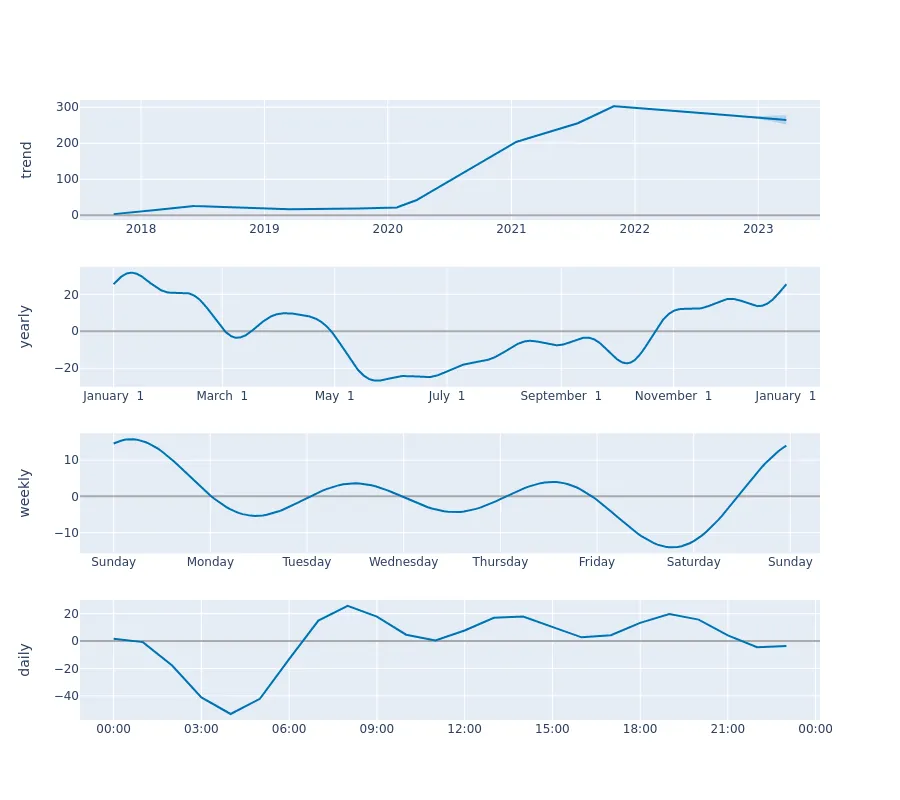 trend
300
200
100
0
2018 2019 2020 2021 2022 2023
yearly
20
0
−20
January 1 March 1 May 1 July 1 September 1 November 1 January 1
weekly
10
0
−10
Sunday Monday Tuesday Wednesday Thursday Friday Saturday Sunday
daily
20
0
−20
−40
00:00 03:00 06:00 09:00 12:00 15:00 18:00 21:00 00:00